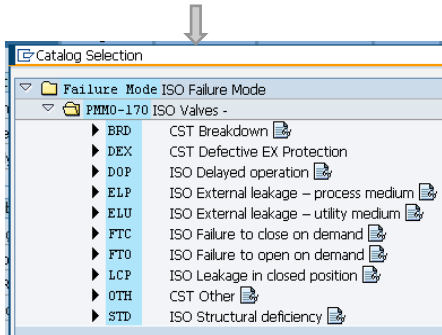 Catalog Selection
Failure Mode ISO Failure Mode
PMM0-170 ISO Valves -
BRD CST Breakdown
DEX CST Defective EX Protection
DOP ISO Delayed operation
ELP ISO External leakage – process medium
ELU ISO External leakage – utility medium
FTC ISO Failure to close on demand
FTO ISO Failure to open on demand
LCP ISO Leakage in closed position
OTH CST Other
STD ISO Structural deficiency